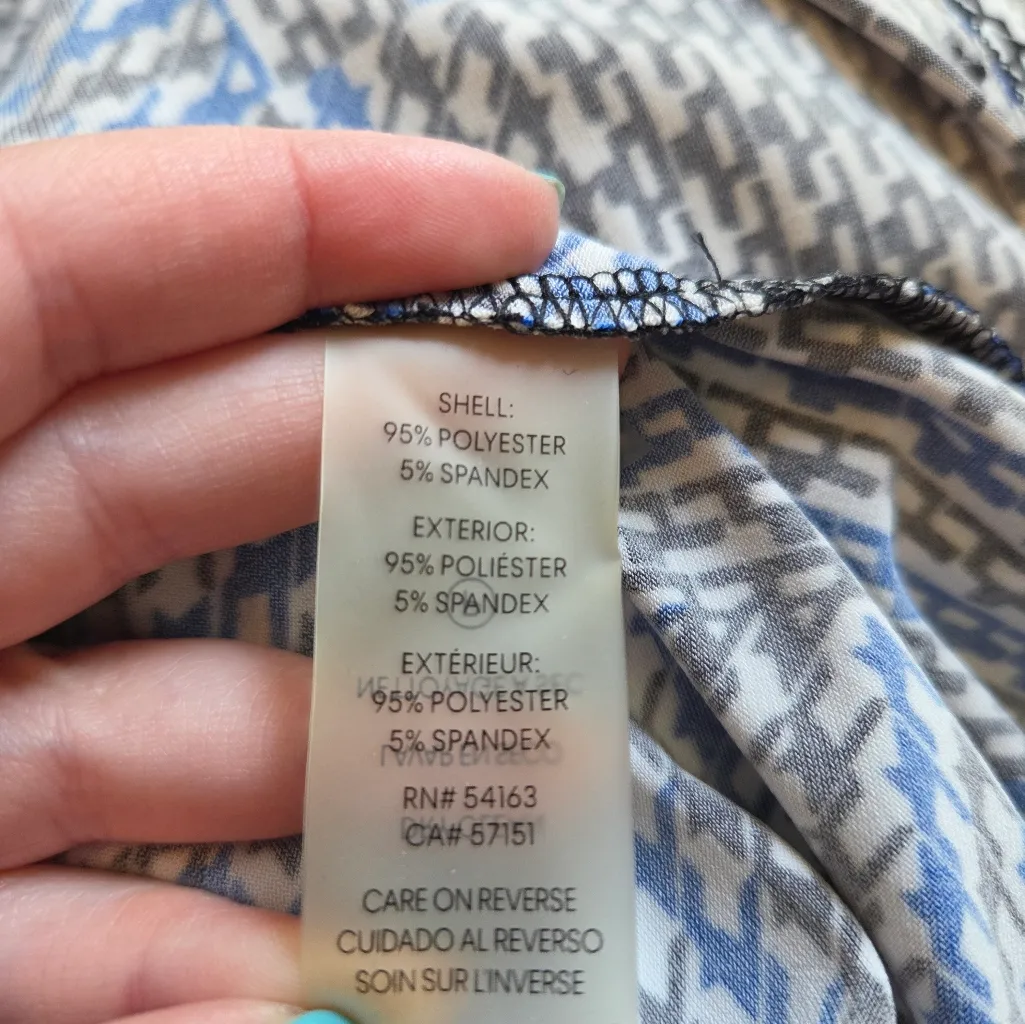 SHELL:
95% POLYESTER
5% SPANDEX
EXTERIOR:
95% POLIÉSTER
5% SPANDEX
EXTÉRIEUR:
95% POLYESTER
5% SPANDEX
RN# 54163
CA# 57151
CARE ON REVERSE
CUIDADO AL REVERSO
SOIN SUR L'INVERSE